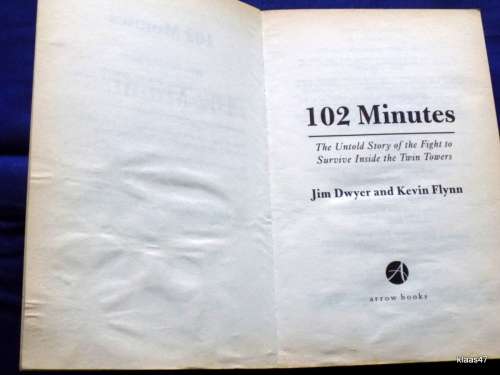 102 Minutes
The Untold Story of the Fight to
Survive Inside the Twin Towers
Jim Dwyer and Kevin Flynn
A
arrow books
klaas47